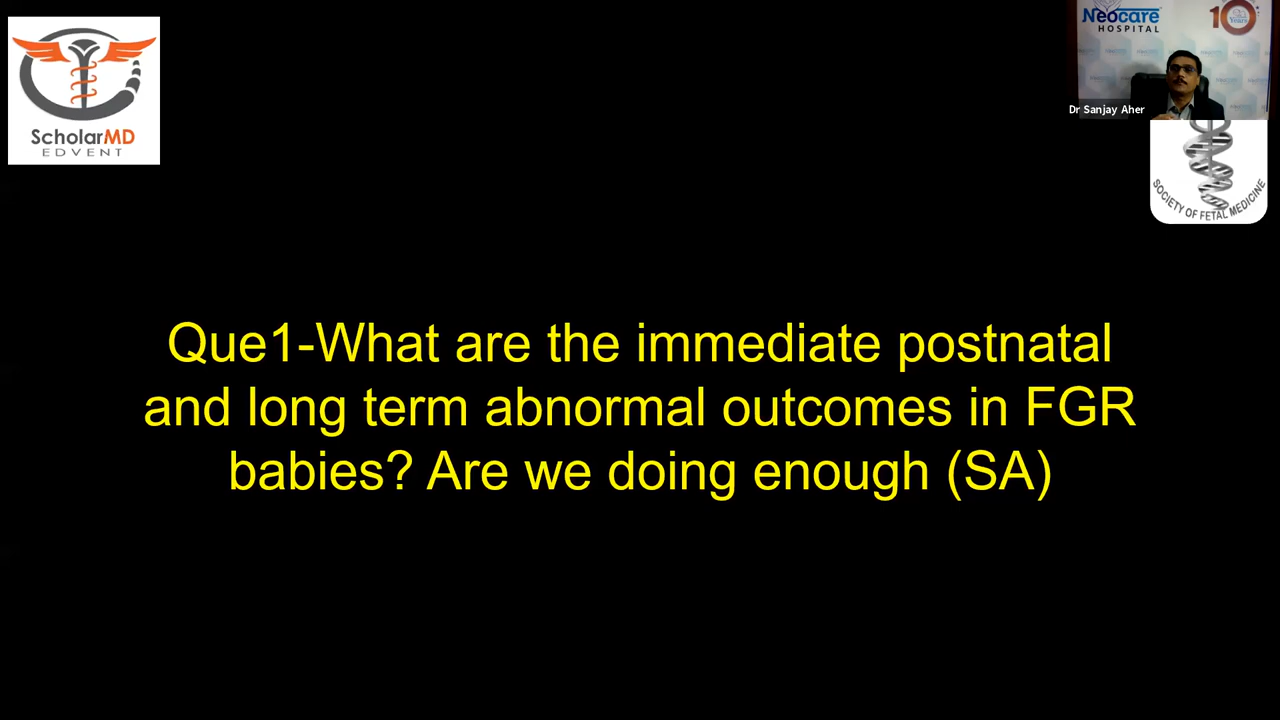 ScholarMD
EDVENT
Neocare
HOSPITAL
10
Years
Dr Sanjay Aher
SOCIETY OF FETAL MEDICINE
Que1-What are the immediate postnatal
and long term abnormal outcomes in FGR
babies? Are we doing enough (SA)